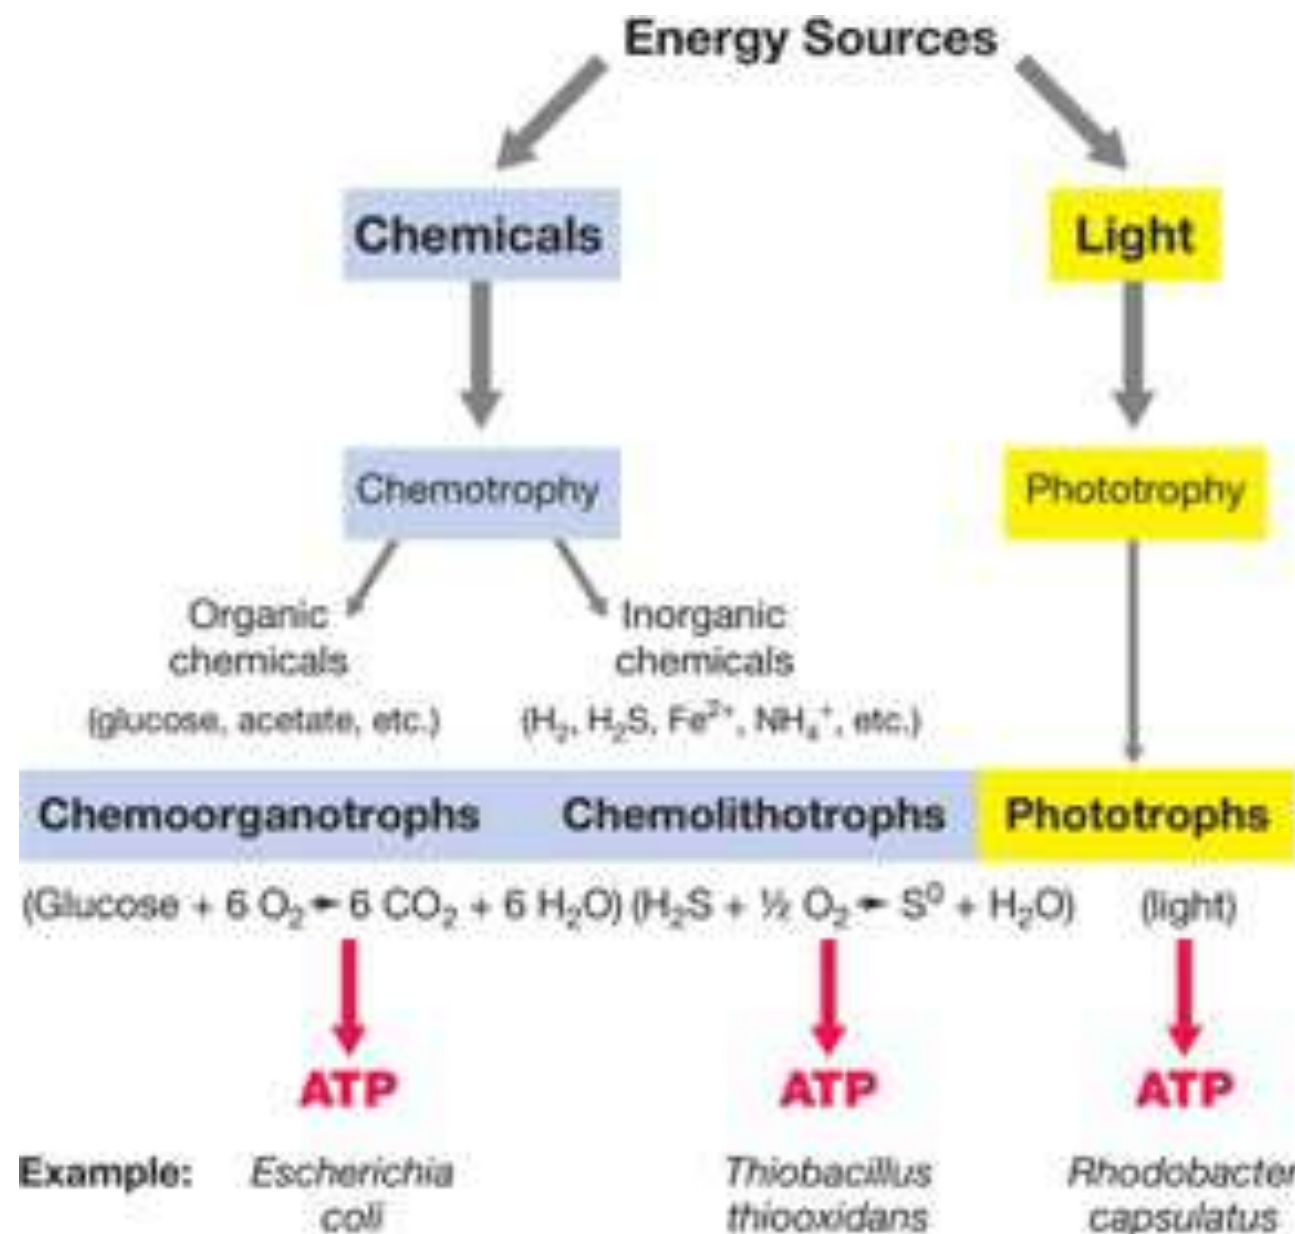 Energy Sources
Chemicals
Light
Chemotrophy
Phototrophy
Organic
chemicals
(glucose, acetate, etc.)
Inorganic
chemicals
(H₂, H₂S, Fe²⁺, NH₄⁺, etc.)
Chemoorganotrophs
Chemolithotrophs
Phototrophs
(Glucose + 6 O₂ → 6 CO₂ + 6 H₂O) (H₂S + ½ O₂ → S⁰ + H₂O) (light)
ATP
ATP
ATP
Example:
Escherichia
coli
Thiobacillus
thiooxidans
Rhodobacter
capsulatus